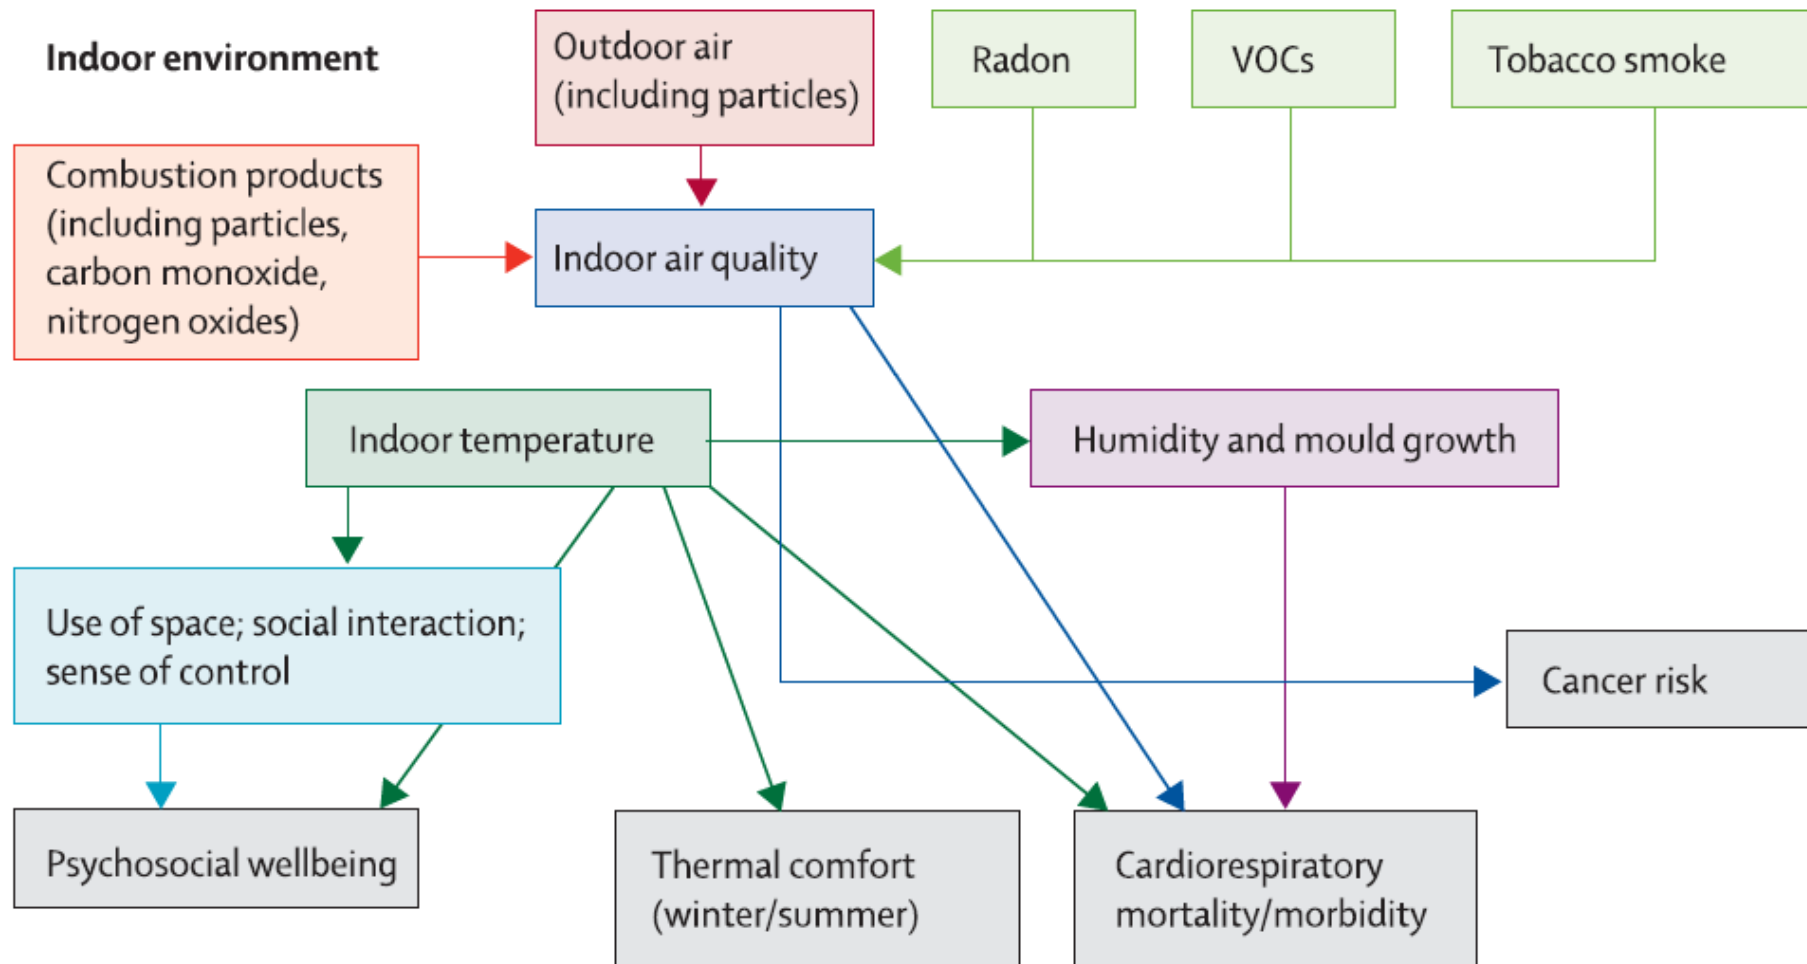 Indoor environment
Outdoor air
(including particles)
Radon
VOCs
Tobacco smoke
Combustion products
(including particles,
carbon monoxide,
nitrogen oxides)
Indoor air quality
Indoor temperature
Humidity and mould growth
Use of space; social interaction;
sense of control
Cancer risk
Psychosocial wellbeing
Thermal comfort
(winter/summer)
Cardiorespiratory
mortality/morbidity